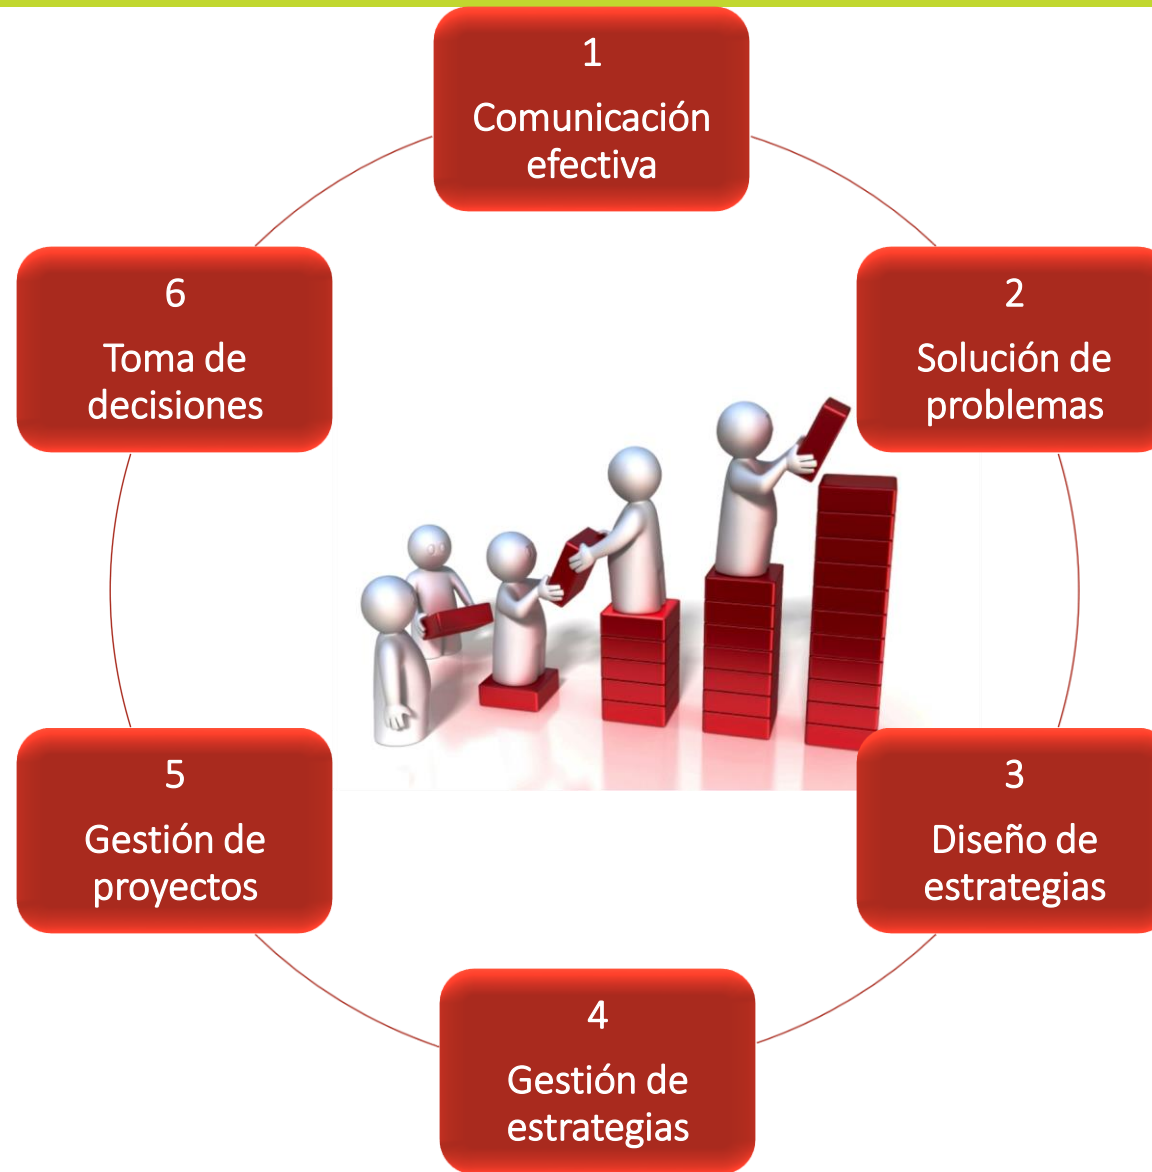 1
Comunicación
efectiva
2
Solución de
problemas
3
Diseño de
estrategias
4
Gestión de
estrategias
5
Gestión de
proyectos
6
Toma de
decisiones